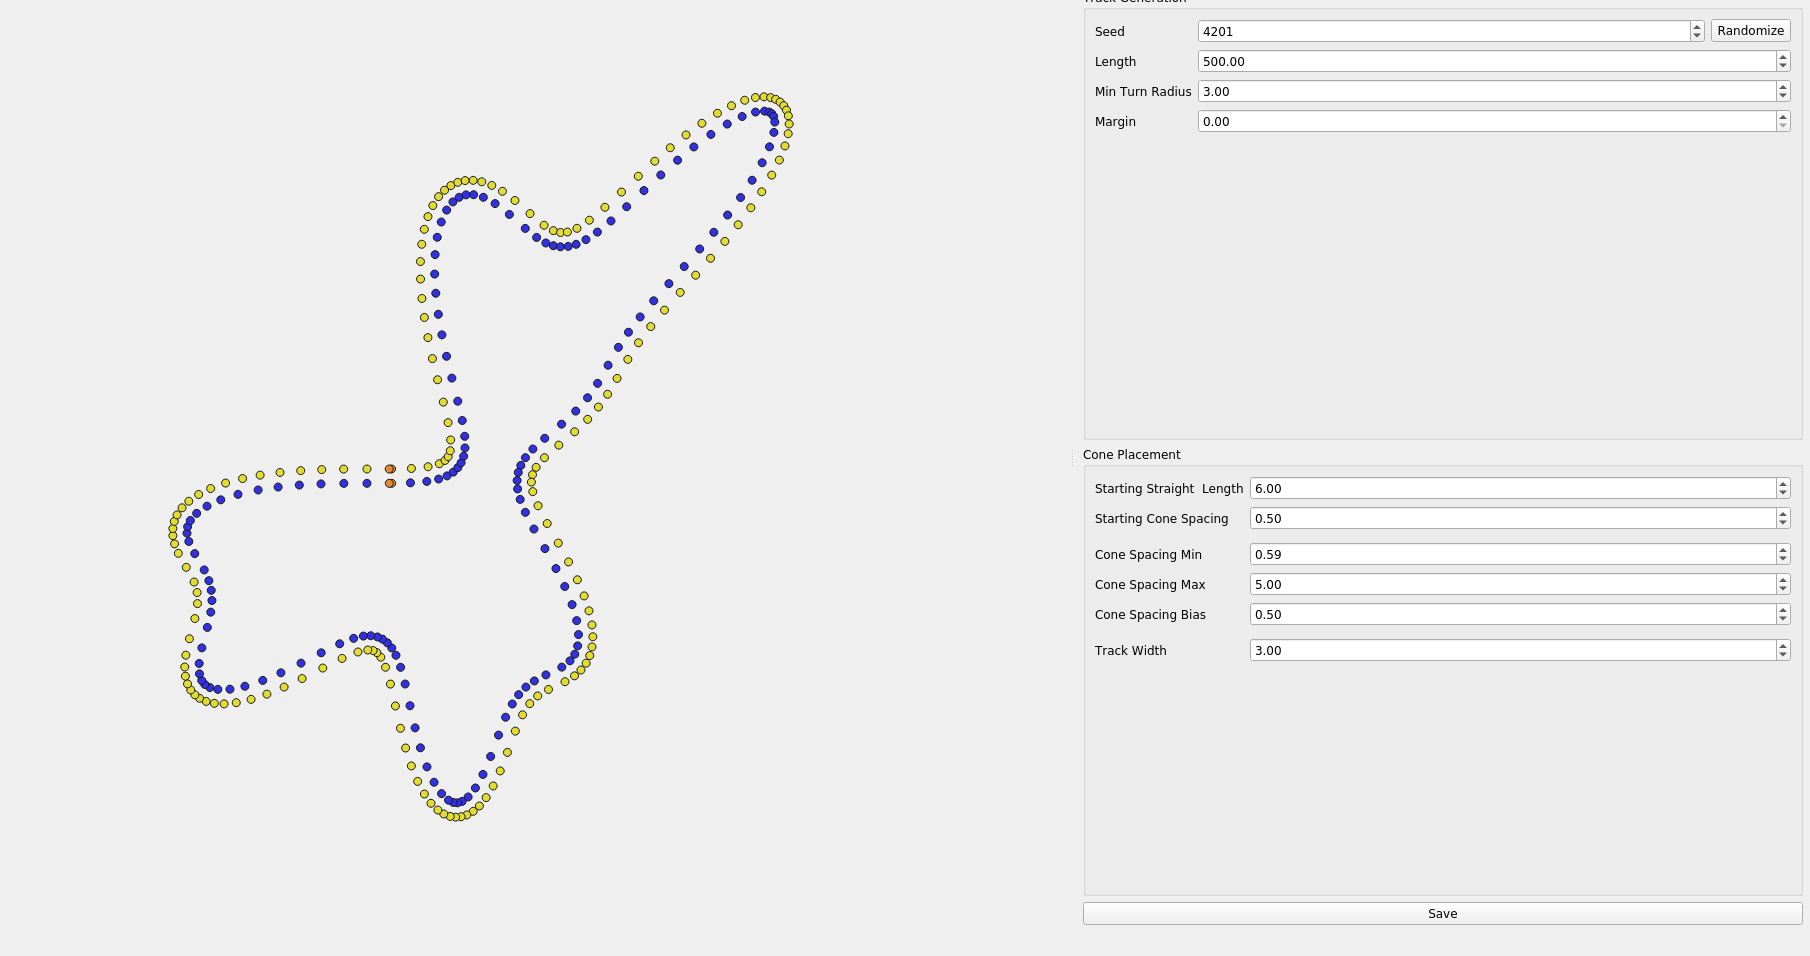 Track Generation
Seed 4201 Randomize
Length 500.00
Min Turn Radius 3.00
Margin 0.00
Cone Placement
Starting Straight Length 6.00
Starting Cone Spacing 0.50
Cone Spacing Min 0.59
Cone Spacing Max 5.00
Cone Spacing Bias 0.50
Track Width 3.00
Save